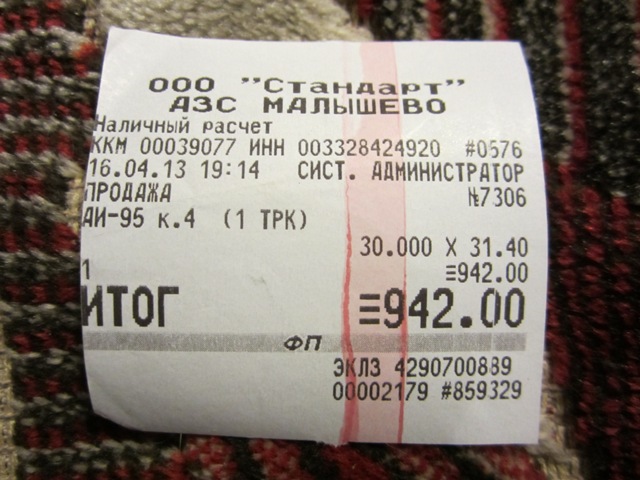 ООО "Стандарт"
АЗС МАЛЫШЕВО
Наличный расчет
ККМ 00039077 ИНН 003328424920 #0576
16.04.13 19:14 СИСТ. АДМИНИСТРАТОР
ПРОДАЖА №7306
АИ-95 к.4 (1 ТРК)
30.000 X 31.40
1 ≡942.00
ИТОГ ≡942.00
ФП
ЭКЛЗ 4290700889
00002179 #859329